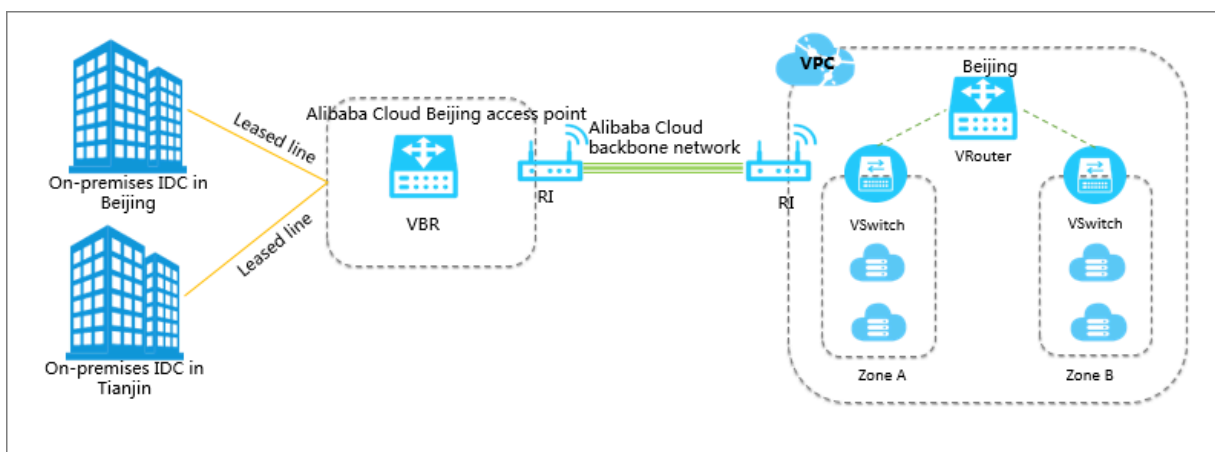 On-premises IDC in
Beijing
Leased line
Leased line
On-premises IDC in
Tianjin
Alibaba Cloud Beijing access point
VBR
RI
Alibaba Cloud
backbone network
RI
VPC
Beijing
VRouter
VSwitch
VSwitch
Zone A
Zone B